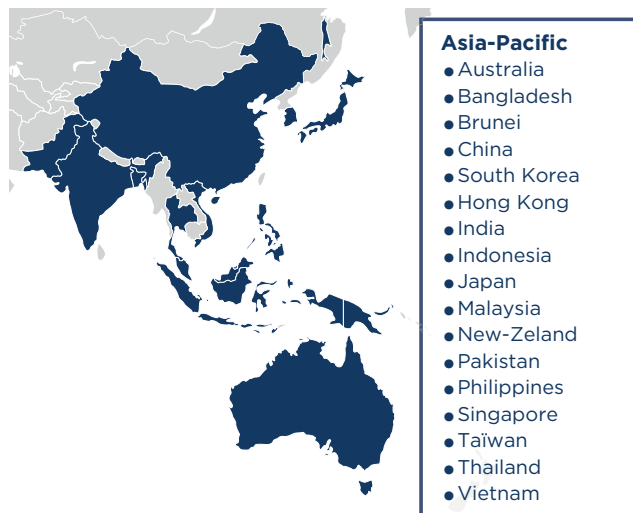 Asia-Pacific
● Australia
● Bangladesh
● Brunei
● China
● South Korea
● Hong Kong
● India
● Indonesia
● Japan
● Malaysia
● New-Zeland
● Pakistan
● Philippines
● Singapore
● Taïwan
● Thailand
● Vietnam